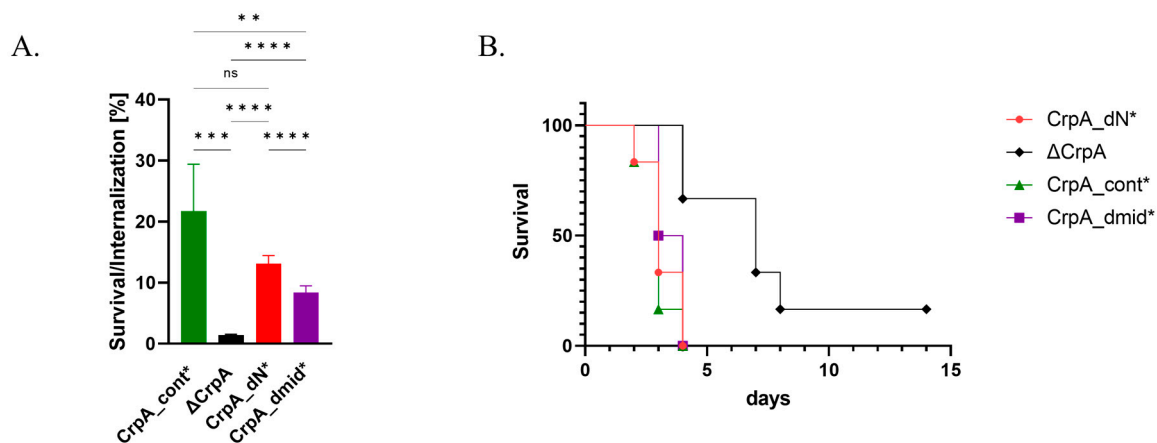 A.
B.
* *
* * * *
ns
* * * *
* * *
* * * *
Survival/Internalization [%]
40
30
20
10
0
CrpA_cont*
ΔCrpA
CrpA_dN*
CrpA_dmid*
Survival
100
50
0
0
5
10
15
days
CrpA_dN*
ΔCrpA
CrpA_cont*
CrpA_dmid*